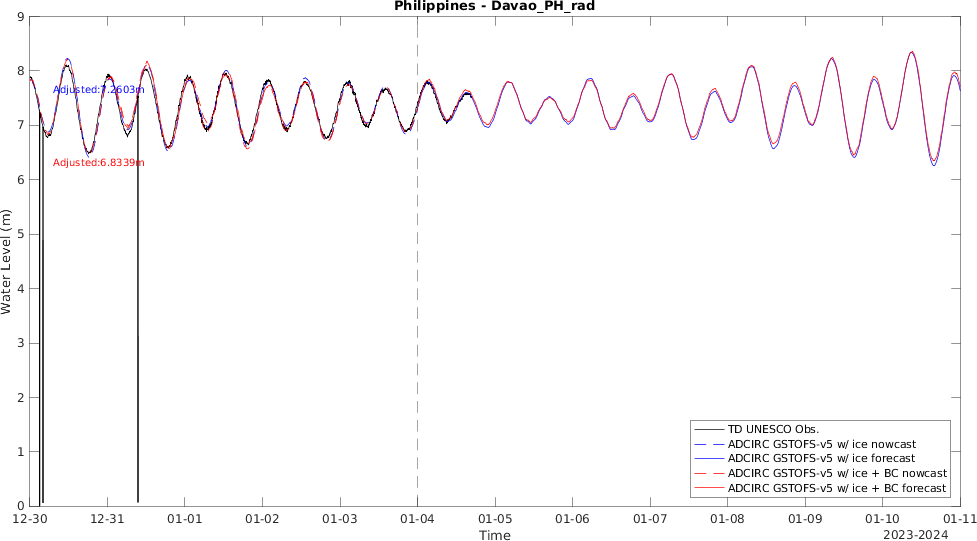 Philippines - Davao_PH_rad
Water Level (m)
9
8
7
6
5
4
3
2
1
0
Adjusted:7.2603m
Adjusted:6.8339m
TD UNESCO Obs.
ADCIRC GSTOFS-v5 w/ ice nowcast
ADCIRC GSTOFS-v5 w/ ice forecast
ADCIRC GSTOFS-v5 w/ ice + BC nowcast
ADCIRC GSTOFS-v5 w/ ice + BC forecast
12-30 12-31 01-01 01-02 01-03 01-04 01-05 01-06 01-07 01-08 01-09 01-10 01-11
Time
2023-2024